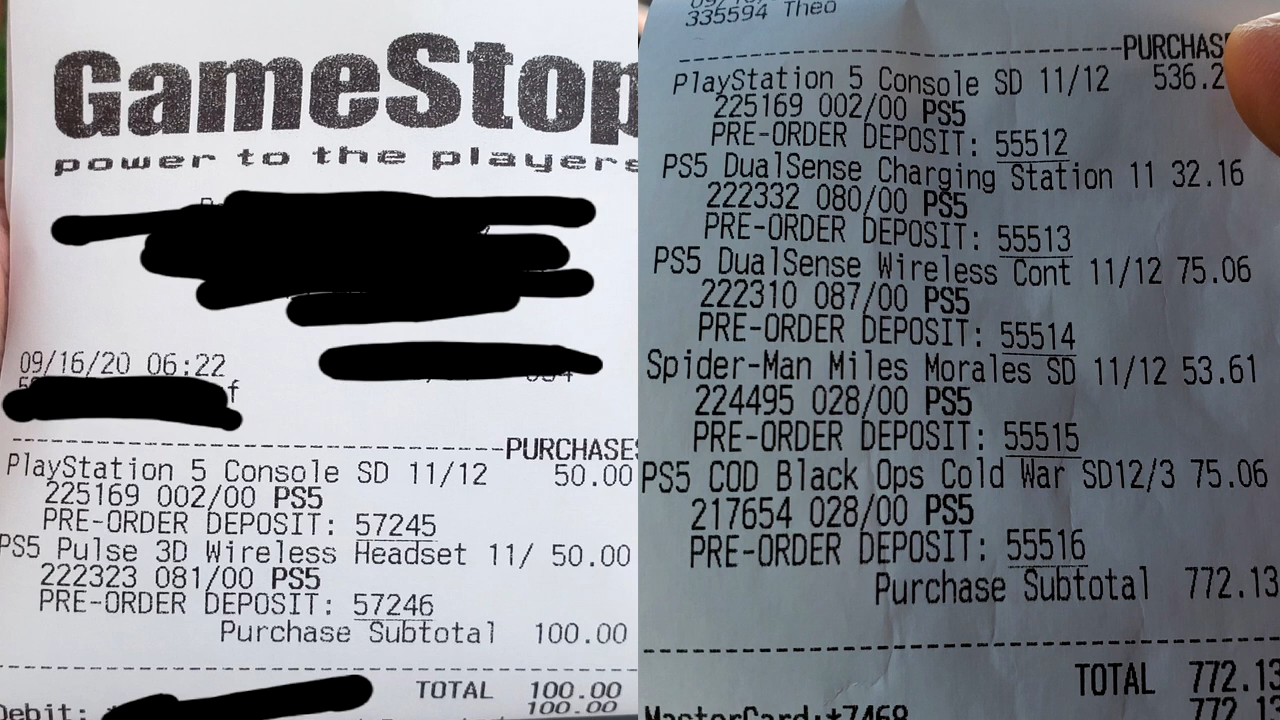 GameStop
power to the players
09/16/20 06:22
PURCHASES
PlayStation 5 Console SD 11/12 50.00
225169 002/00 PS5
PRE-ORDER DEPOSIT: 57245
PS5 Pulse 3D Wireless Headset 11/ 50.00
222323 081/00 PS5
PRE-ORDER DEPOSIT: 57246
Purchase Subtotal 100.00
TOTAL 100.00
Debit: 100.00
335594 Theo
PURCHAS
PlayStation 5 Console SD 11/12 536.2
225169 002/00 PS5
PRE-ORDER DEPOSIT: 55512
PS5 DualSense Charging Station 11 32.16
222332 080/00 PS5
PRE-ORDER DEPOSIT: 55513
PS5 DualSense Wireless Cont 11/12 75.06
222310 087/00 PS5
PRE-ORDER DEPOSIT: 55514
Spider-Man Miles Morales SD 11/12 53.61
224495 028/00 PS5
PRE-ORDER DEPOSIT: 55515
PS5 COD Black Ops Cold War SD12/3 75.06
217654 028/00 PS5
PRE-ORDER DEPOSIT: 55516
Purchase Subtotal 772.13
TOTAL 772.13
MasterCard:*7468 772.13